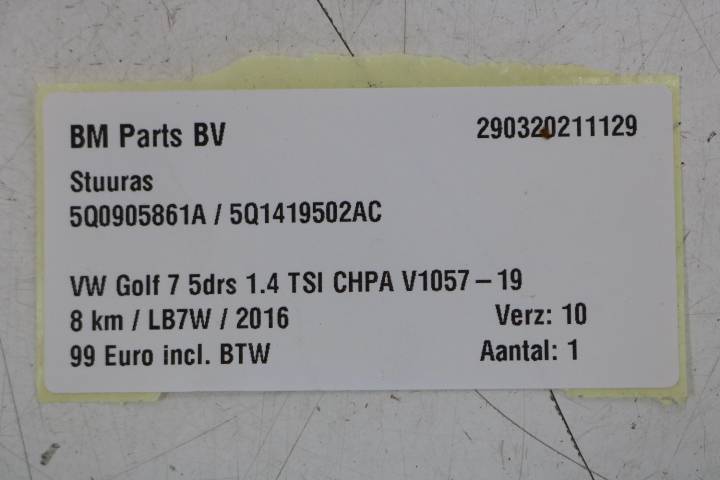 BM Parts BV 290320211129
Stuuras
5Q0905861A / 5Q1419502AC
VW Golf 7 5drs 1.4 TSI CHPA V1057 – 19
8 km / LB7W / 2016 Verz: 10
99 Euro incl. BTW Aantal: 1